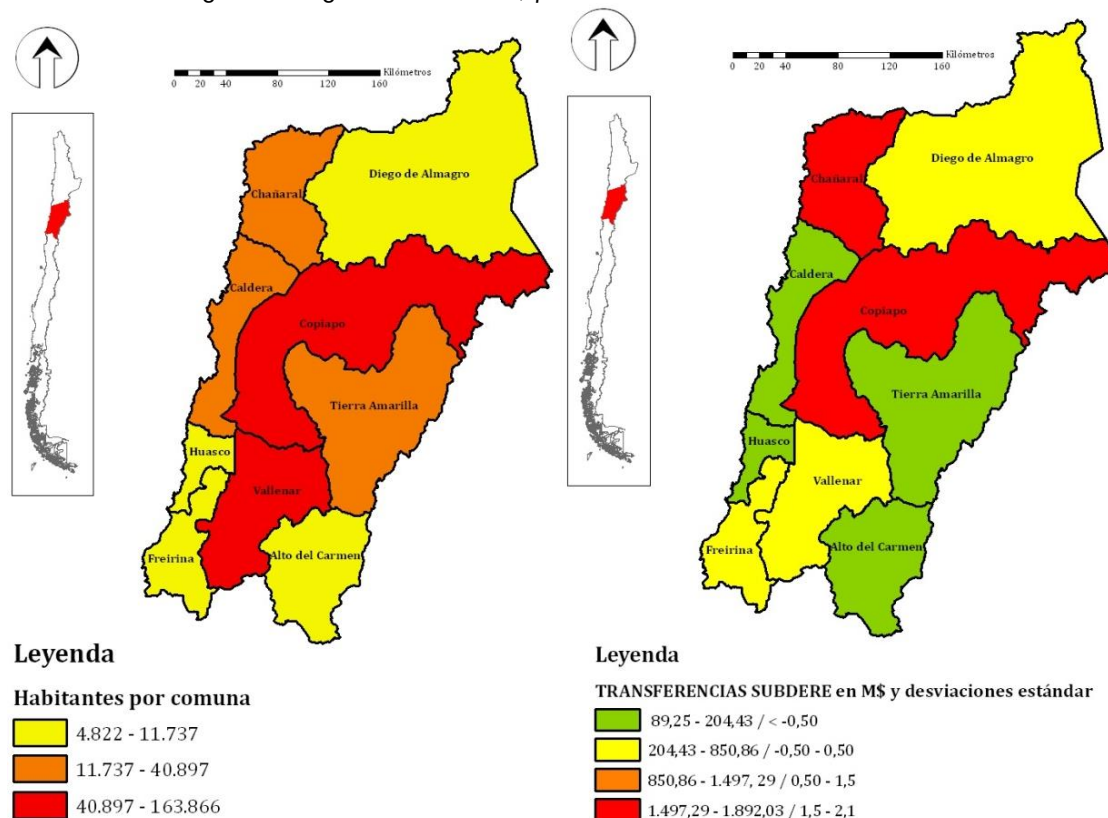 Kilómetros
0 20 40 80 120 160
Diego de Almagro
Chañaral
Caldera
Copiapo
Tierra Amarilla
Huasco
Vallenar
Freirina
Alto del Carmen
Leyenda
Habitantes por comuna
4.822 - 11.737
11.737 - 40.897
40.897 - 163.866
Kilómetros
0 20 40 80 120 160
Diego de Almagro
Chañaral
Caldera
Copiapo
Tierra Amarilla
Huasco
Vallenar
Freirina
Alto del Carmen
Leyenda
TRANSFERENCIAS SUBDERE en M$ y desviaciones estándar
89,25 - 204,43 / < -0,50
204,43 - 850,86 / -0,50 - 0,50
850,86 - 1.497, 29 / 0,50 - 1,5
1.497,29 - 1.892,03 / 1,5 - 2,1